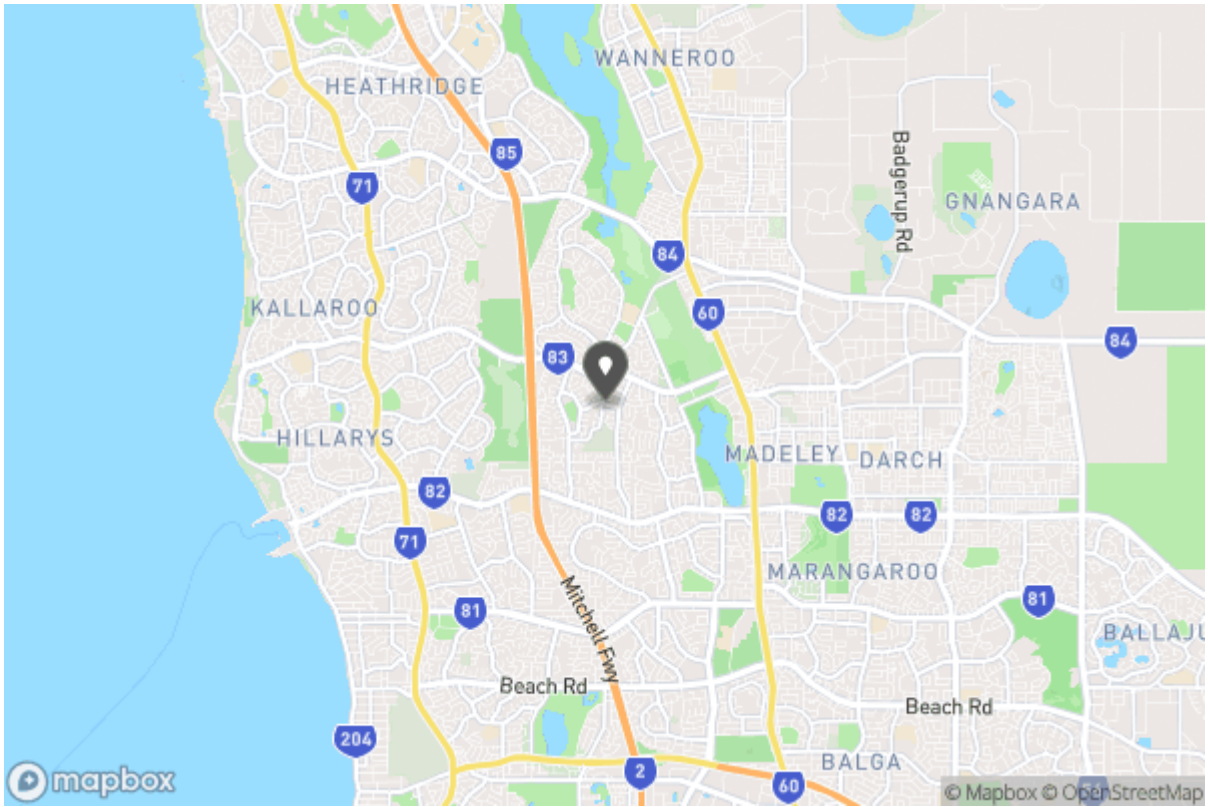 WANNEROO
HEATHRIDGE
85
Badgerup Rd
71
GNANGARA
84
KALLAROO
60
84
83
HILLARYS
MADELEY
DARCH
82
82
82
71
MARANGAROO
81
81
BALLAJU
Mitchell Fwy
Beach Rd
Beach Rd
204
BALGA
2
60
mapbox
© Mapbox © OpenStreetMap